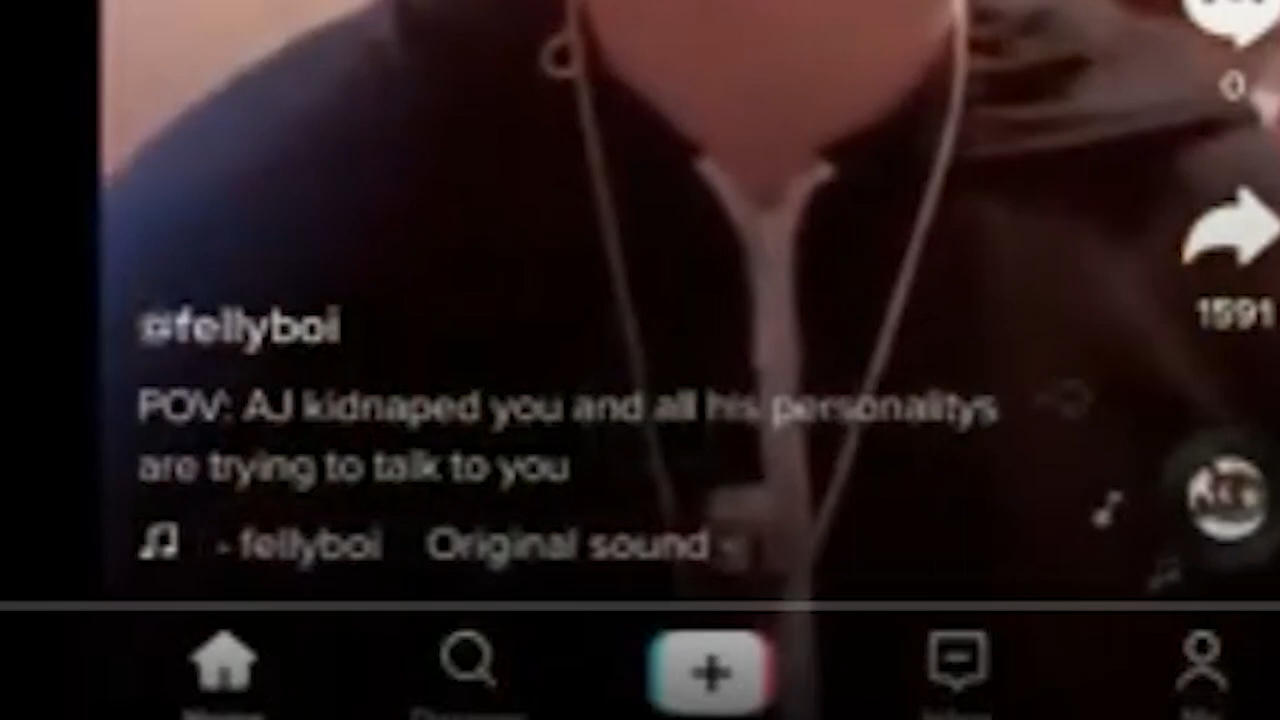 0
1591
@fellyboi
POV: AJ kidnaped you and all his personalitys
are trying to talk to you
- fellyboi Original sound